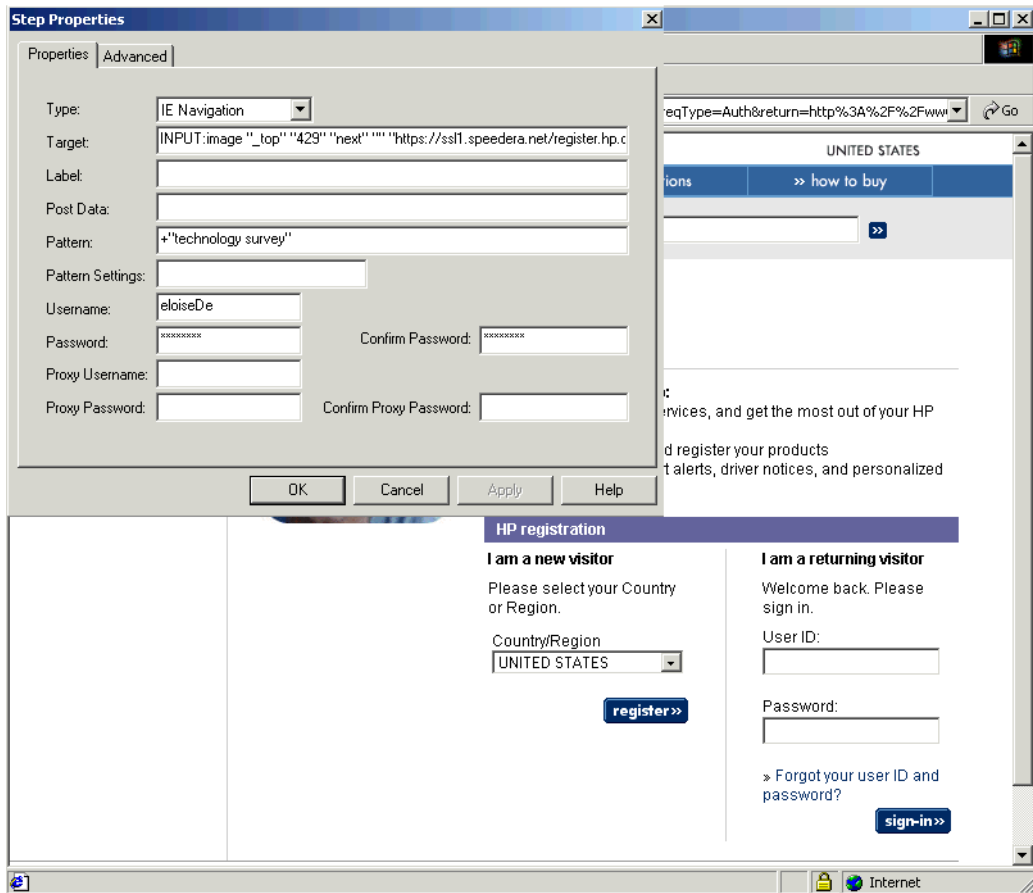 Step Properties
Properties
Advanced
Type:
IE Navigation
Target:
INPUT:image "_top" "429" "next" "" "https://ssl1.speedera.net/register.hp.c
Label:
Post Data:
Pattern:
+"technology survey"
Pattern Settings:
Username:
eloiseDe
Password:
xxxxxxxx
Confirm Password:
xxxxxxxx
Proxy Username:
Proxy Password:
Confirm Proxy Password:
OK
Cancel
Apply
Help
eqType=Auth&return=http%3A%2F%2Fwww
Go
UNITED STATES
ions
» how to buy
»
:
ervices, and get the most out of your HP
d register your products
t alerts, driver notices, and personalized
HP registration
I am a new visitor
Please select your Country
or Region.
Country/Region
UNITED STATES
register»
I am a returning visitor
Welcome back. Please
sign in.
User ID:
Password:
» Forgot your user ID and
password?
sign-in»
Internet